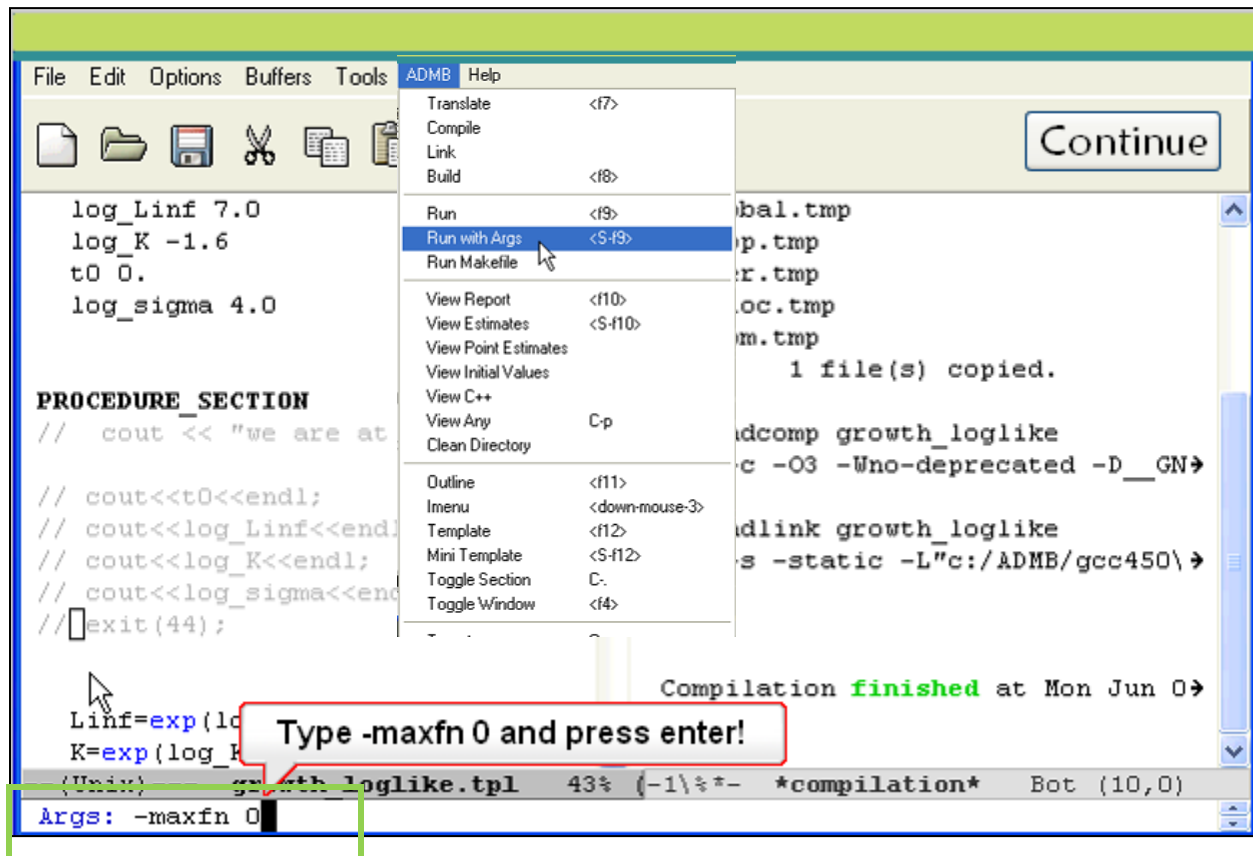 File Edit Options Buffers Tools ADMB Help
Continue
Translate <f7>
Compile
Link
Build <f8>
Run <f9>
Run with Args <S-f9>
Run Makefile
View Report <f10>
View Estimates <S-f10>
View Point Estimates
View Initial Values
View C++
View Any C-p
Clean Directory
Outline <f11>
Imenu <down-mouse-3>
Template <f12>
Mini Template <S-f12>
Toggle Section C-.
Toggle Window <f4>
log_Linf 7.0
log_K -1.6
t0 0.
log_sigma 4.0
PROCEDURE_SECTION
// cout << "we are at
// cout<<t0<<endl;
// cout<<log_Linf<<endl
// cout<<log_K<<endl;
// cout<<log_sigma<<end
// exit(44);
Linf=exp(lo
K=exp(log_K
bal.tmp
p.tmp
r.tmp
oc.tmp
m.tmp
1 file(s) copied.
dcomp growth_loglike
c -O3 -Wno-deprecated -D__GN
dlink growth_loglike
s -static -L"c:/ADMB/gcc450\
Compilation finished at Mon Jun 0
Type -maxfn 0 and press enter!
(Unix)--- growth_loglike.tpl 43% (-1\%*- *compilation* Bot (10,0)
Args: -maxfn 0